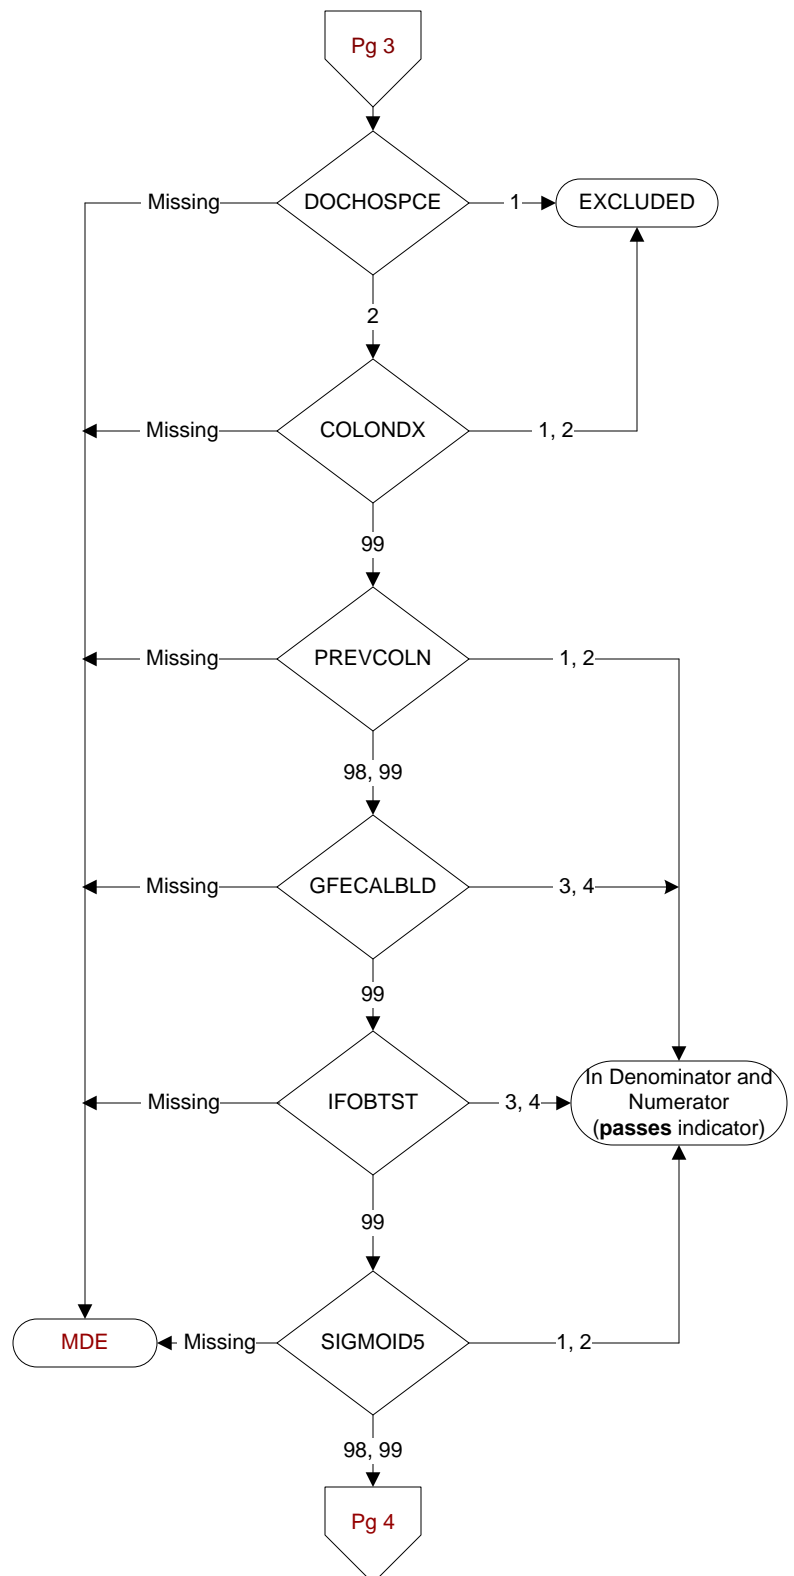 Pg 3
Missing
DOCHOSPCE
1
EXCLUDED
2
Missing
COLONDX
1, 2
99
Missing
PREVCOLN
1, 2
98, 99
Missing
GFECALBLD
3, 4
99
Missing
IFOBTST
3, 4
In Denominator and
Numerator
(passes indicator)
99
MDE
Missing
SIGMOID5
1, 2
98, 99
Pg 4